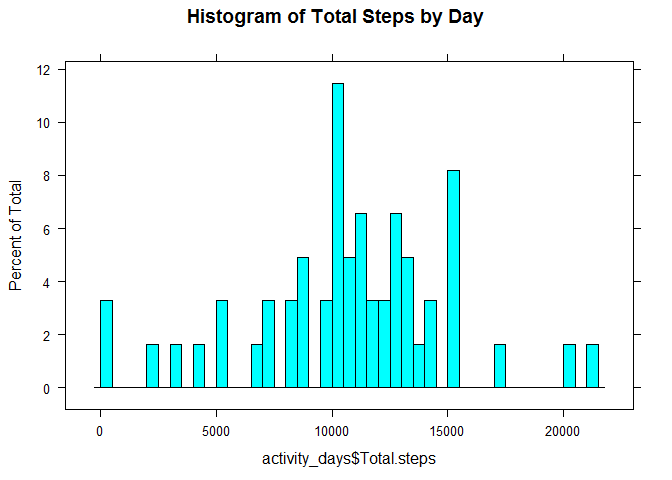 Histogram of Total Steps by Day
12
10
8
6
4
2
0
Percent of Total
0 5000 10000 15000 20000
activity_days$Total.steps